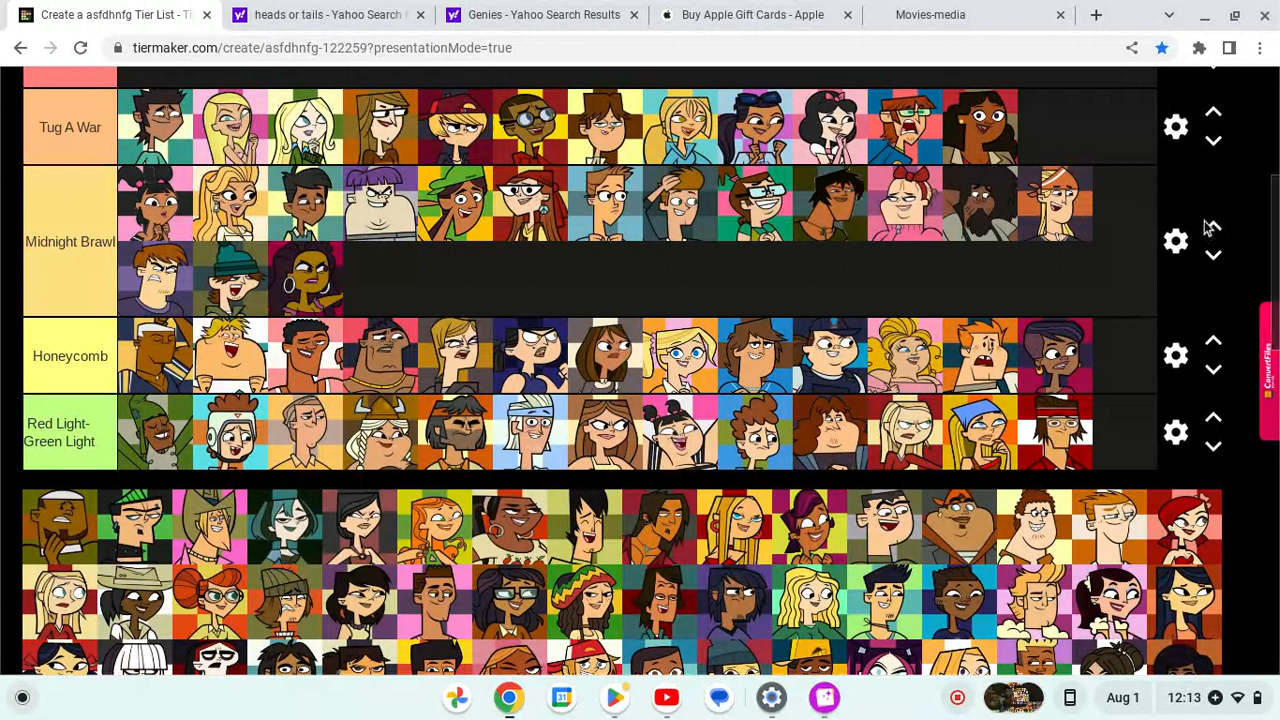 Create a asfdhnfg Tier List - Ti
heads or tails - Yahoo Search R
Genies - Yahoo Search Results
Buy Apple Gift Cards - Apple
Movies-media
tiermaker.com/create/asfdhnfg-122259?presentationMode=true
Tug A War
Midnight Brawl
Honeycomb
Red Light-
Green Light
ConvertFiles
Aug 1
12:13